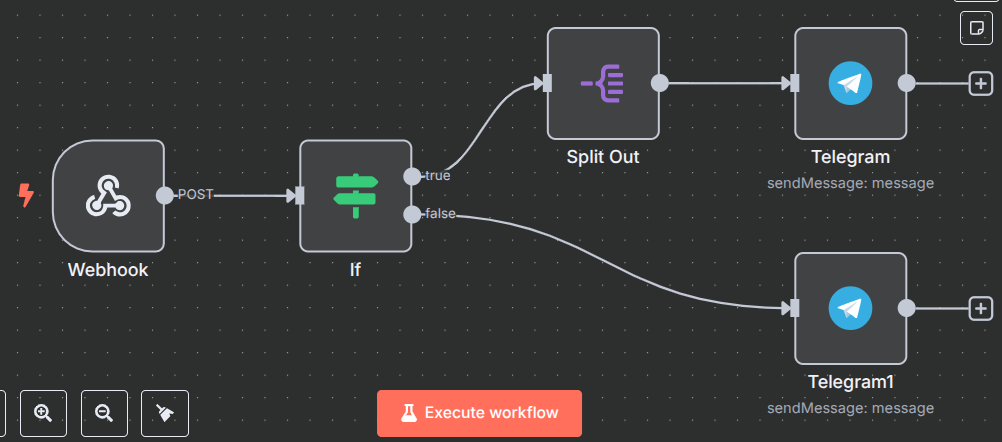 Split Out
Telegram
sendMessage: message
POST
true
false
Webhook
If
Telegram1
sendMessage: message
Execute workflow